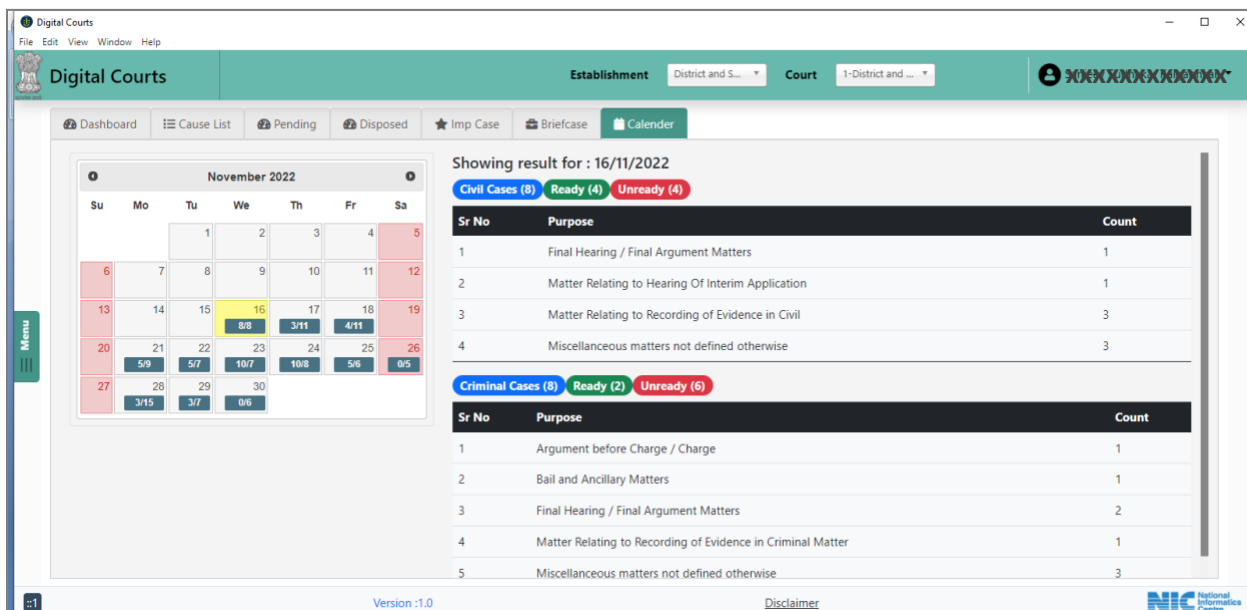 Digital Courts
File Edit View Window Help
Digital Courts
Establishment District and S... Court 1-District and ...
Dashboard Cause List Pending Disposed Imp Case Briefcase Calender
November 2022
Su Mo Tu We Th Fr Sa
1 2 3 4 5
6 7 8 9 10 11 12
13 14 15 16 17 18 19
8/8 3/11 4/11
20 21 22 23 24 25 26
5/9 5/7 10/7 10/8 5/6 0/5
27 28 29 30
3/15 3/7 0/6
Menu
Showing result for : 16/11/2022
Civil Cases (8) Ready (4) Unready (4)
Sr No Purpose Count
1 Final Hearing / Final Argument Matters 1
2 Matter Relating to Hearing Of Interim Application 1
3 Matter Relating to Recording of Evidence in Civil 3
4 Miscellaneous matters not defined otherwise 3
Criminal Cases (8) Ready (2) Unready (6)
Sr No Purpose Count
1 Argument before Charge / Charge 1
2 Bail and Ancillary Matters 1
3 Final Hearing / Final Argument Matters 2
4 Matter Relating to Recording of Evidence in Criminal Matter 1
5 Miscellaneous matters not defined otherwise 3
::1 Version :1.0 Disclaimer
NIC National
Informatics
Centre